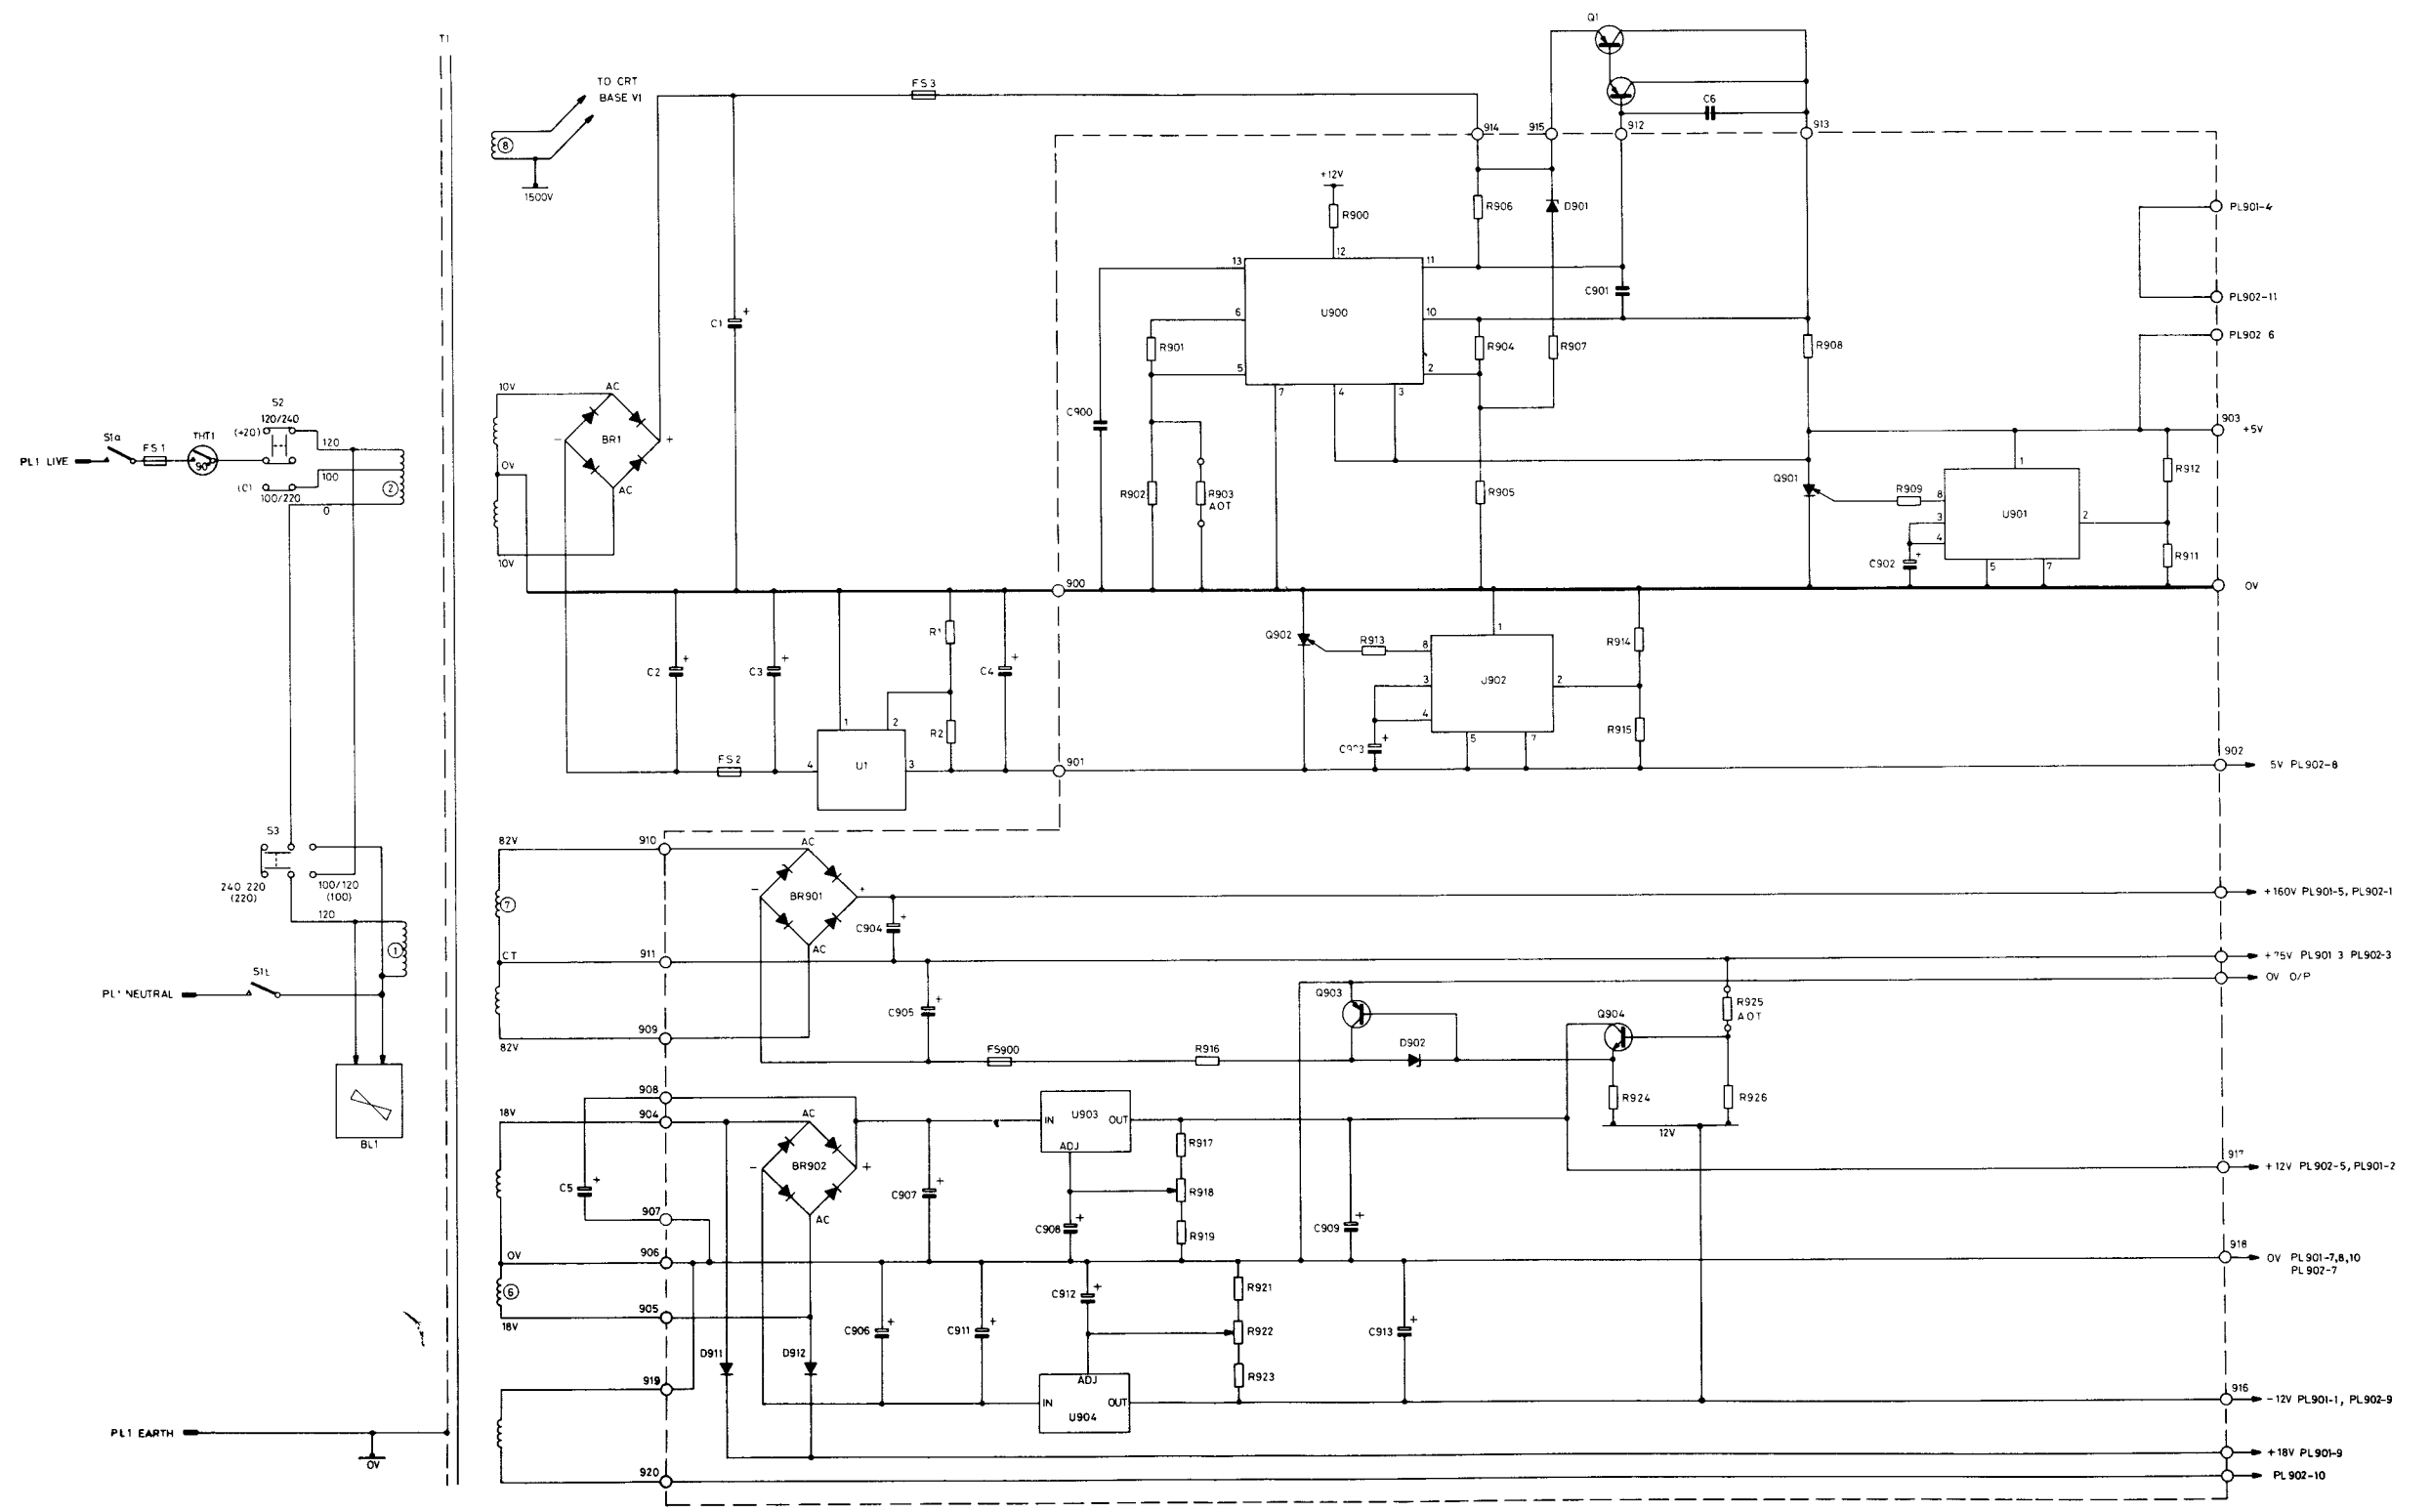 Q1
T1
TO CRT
BASE V1
FS3
C6
914
915
912
913
8
1500V
+12V
R900
R906
D901
PL901-4
12
13
11
C901
PL902-11
C1
+
6
U900
10
R901
R904
R907
R908
PL902 6
5
2
10V
AC
7
4
3
S2
120/240
C900
903
+5V
(+20)
S1a
FS1
THT1
120
-
BR1
+
1
PL1 LIVE
90°
0V
R912
100
Q901
2
100/220
AC
R902
R903
AOT
R905
R909
8
U901
2
0
3
4
R911
10V
C902
+
5
7
900
0V
R1
1
Q902
R913
8
R914
C2
+
C3
+
C4
+
3
U902
2
1
2
4
R2
R915
+
5
7
902
FS2
4
U1
3
901
5V PL902-8
S3
82V
910
AC
240 220
(220)
100/120
(100)
-
BR901
+
+160V PL901-5, PL902-1
7
120
C904
+
1
CT
911
AC
+75V PL901 3 PL902-3
S1b
0V O/P
PL1 NEUTRAL
Q903
R925
AOT
C905
+
Q904
82V
909
FS900
R916
D902
908
R924
R926
18V
904
AC
IN
U903
OUT
ADJ
R917
12V
-
BR902
+
917
+12V PL902-5, PL901-2
BL1
C5
+
C907
+
R918
907
AC
C908
+
R919
C909
+
0V
906
918
0V PL901-7,8,10
PL902-7
6
C912
+
R921
905
18V
C906
+
C911
+
R922
C913
+
D911
D912
R923
919
ADJ
916
IN
OUT
-12V PL901-1, PL902-9
U904
PL1 EARTH
0V
+18V PL901-9
920
PL902-10